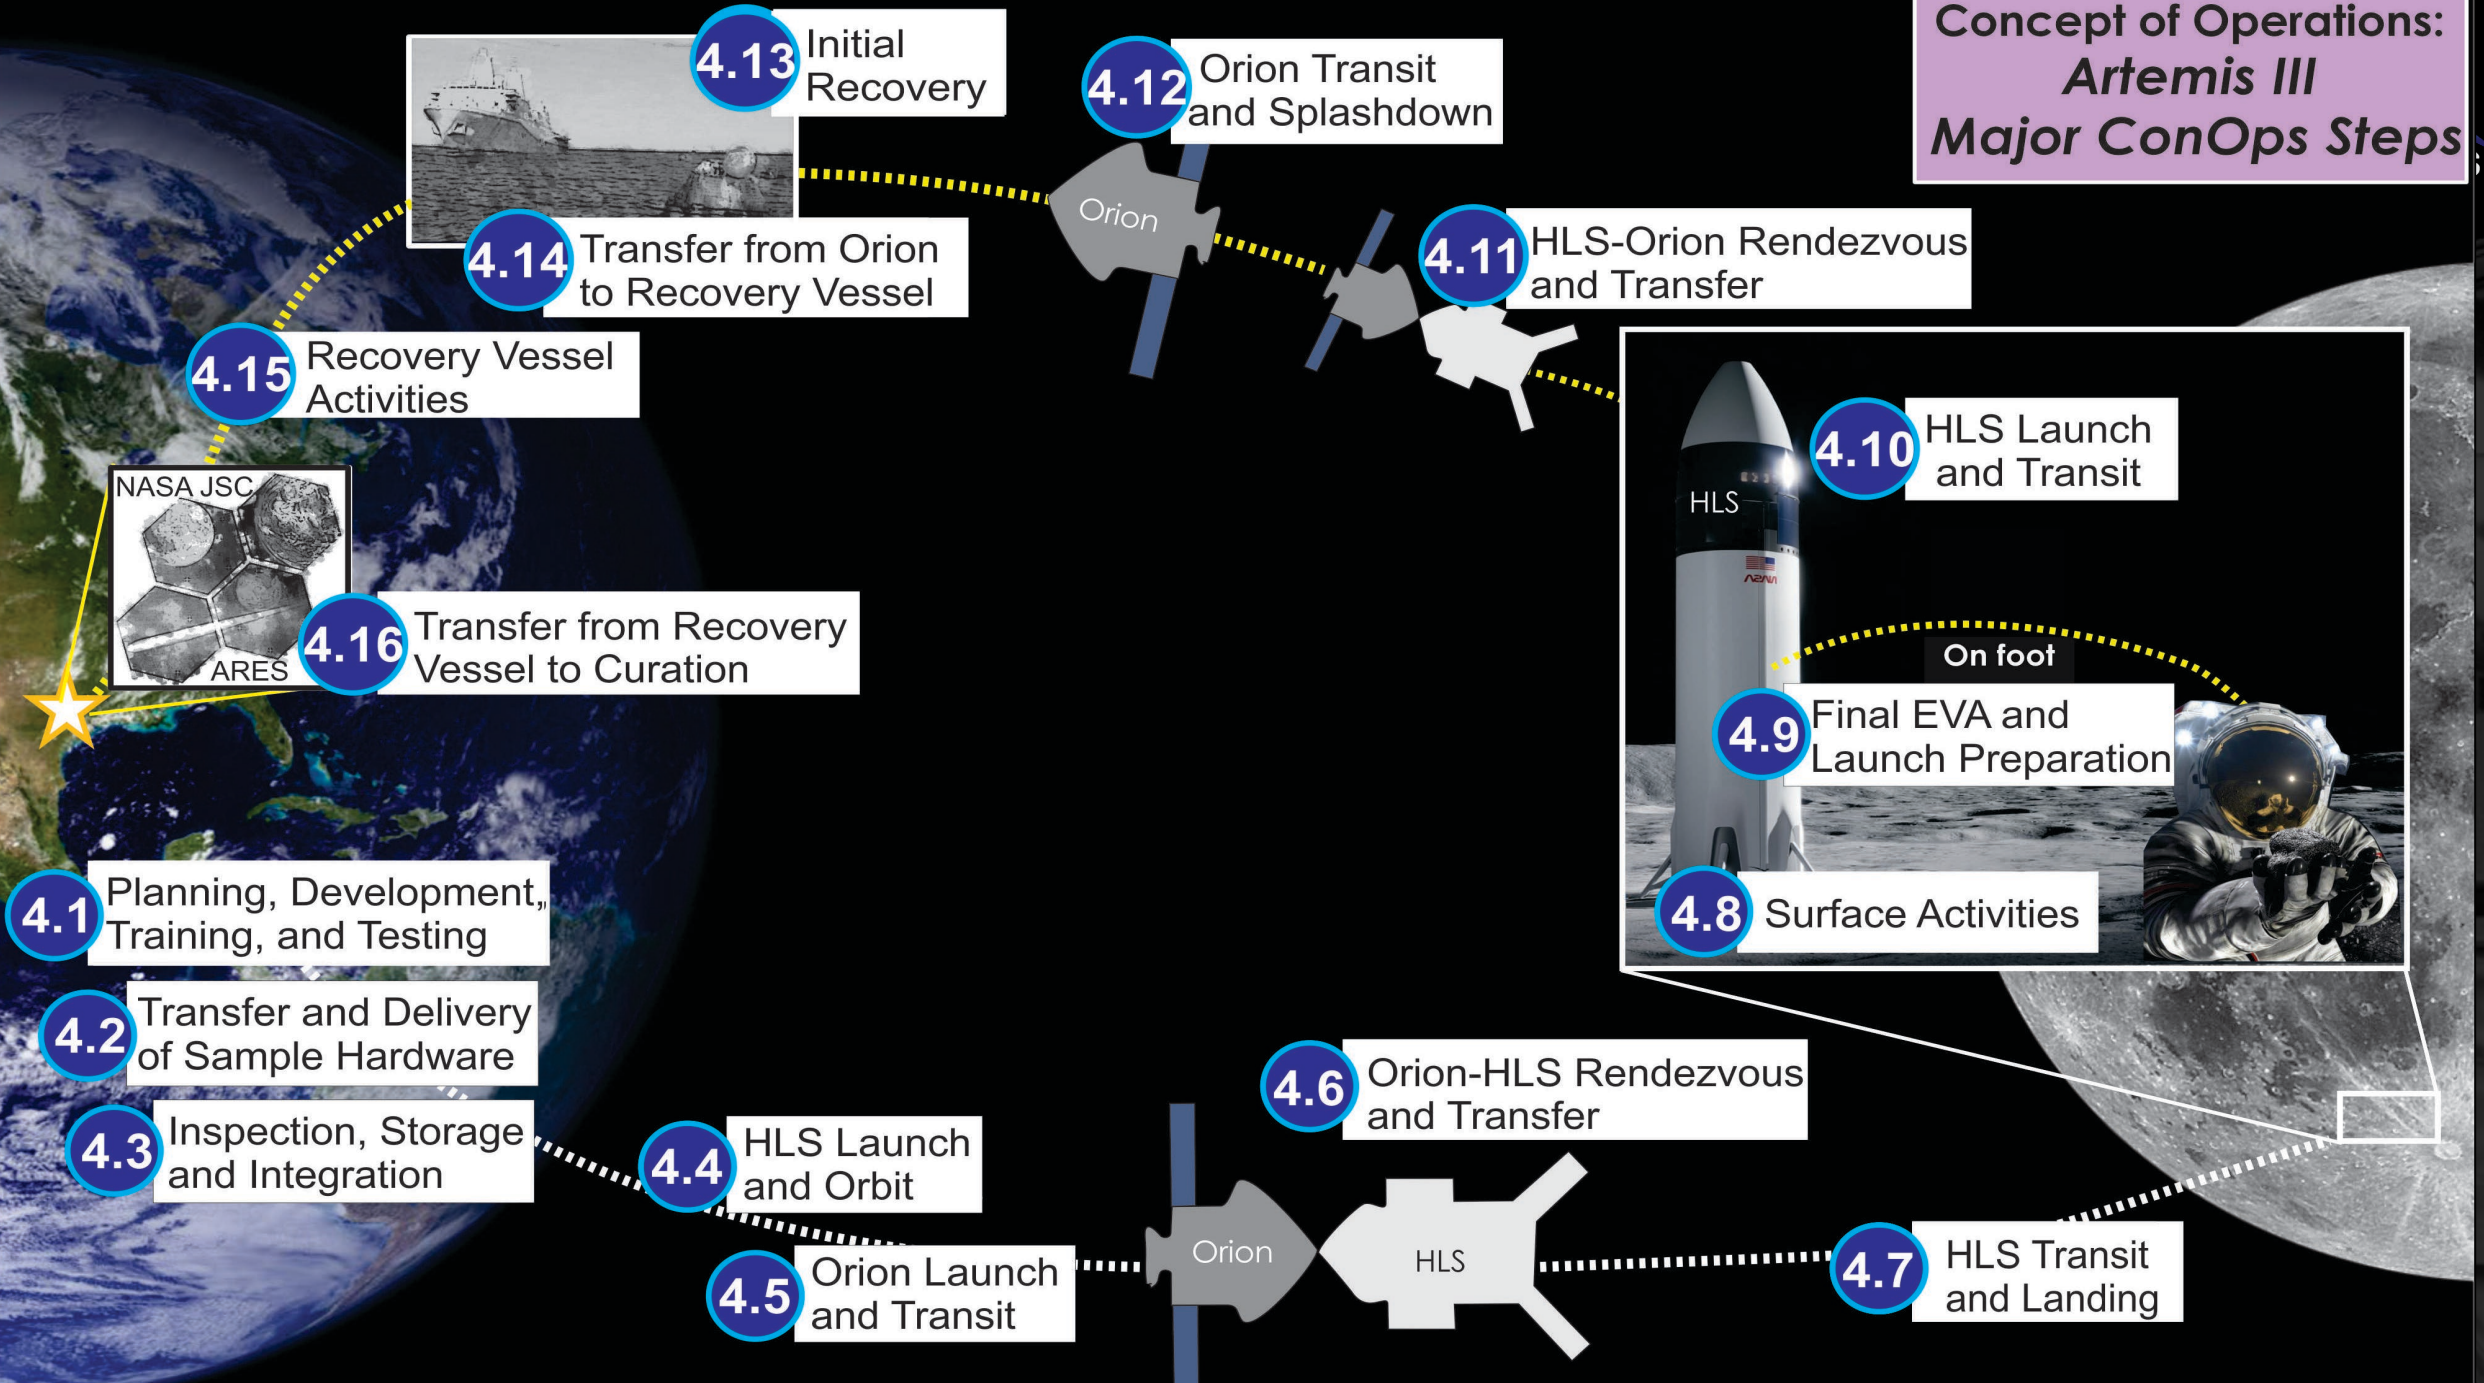 Concept of Operations:
Artemis III
Major ConOps Steps
4.13
Initial
Recovery
4.12
Orion Transit
and Splashdown
Orion
4.14
Transfer from Orion
to Recovery Vessel
4.11
HLS-Orion Rendezvous
and Transfer
4.15
Recovery Vessel
Activities
4.10
HLS Launch
and Transit
HLS
NASA
NASA JSC
ARES
4.16
Transfer from Recovery
Vessel to Curation
On foot
4.9
Final EVA and
Launch Preparation
4.8
Surface Activities
4.1
Planning, Development,,
Training, and Testing
4.2
Transfer and Delivery
of Sample Hardware
4.3
Inspection, Storage
and Integration
4.4
HLS Launch
and Orbit
4.5
Orion Launch
and Transit
4.6
Orion-HLS Rendezvous
and Transfer
Orion
HLS
4.7
HLS Transit
and Landing